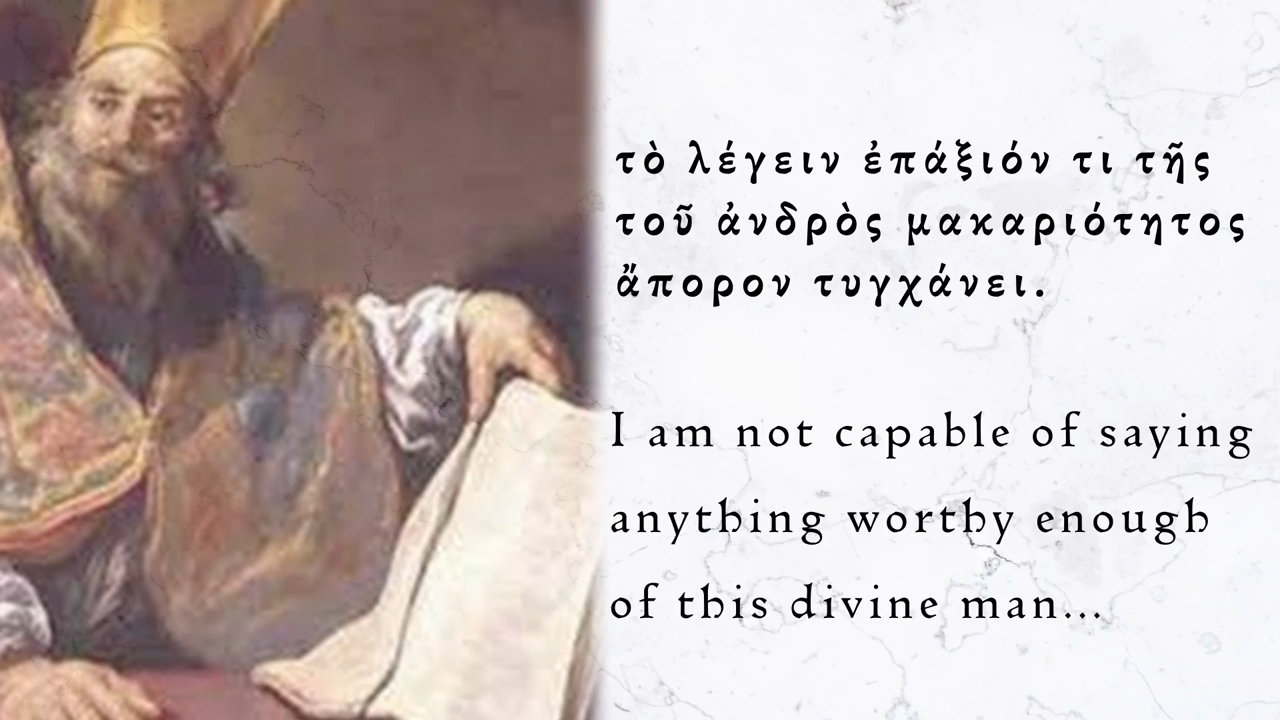 τὸ λέγειν ἐπάξιόν τι τῆς
τοῦ ἀνδρὸς μακαριότητος
ἄπορον τυγχάνει.
I am not capable of saying
anything worthy enough
of this divine man...